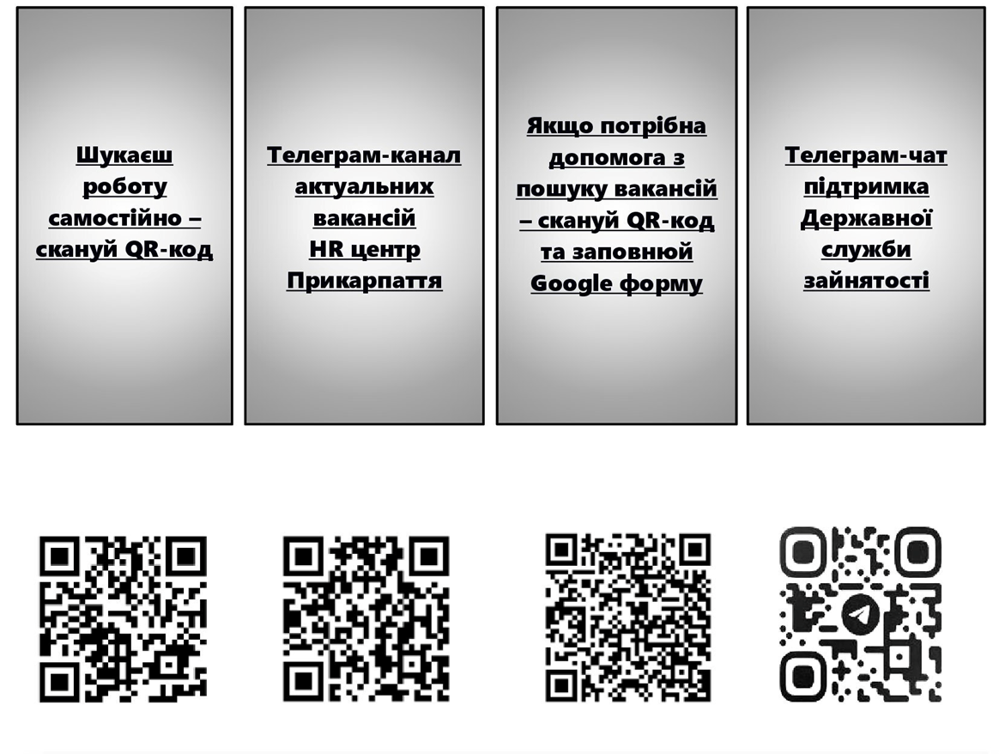 Шукаєш
роботу
самостійно –
скануй QR-код
Телеграм-канал
актуальних
вакансій
HR центр
Прикарпаття
Якщо потрібна
допомога з
пошуку вакансій
– скануй QR-код
та заповнюй
Google форму
Телеграм-чат
підтримка
Державної
служби
зайнятості